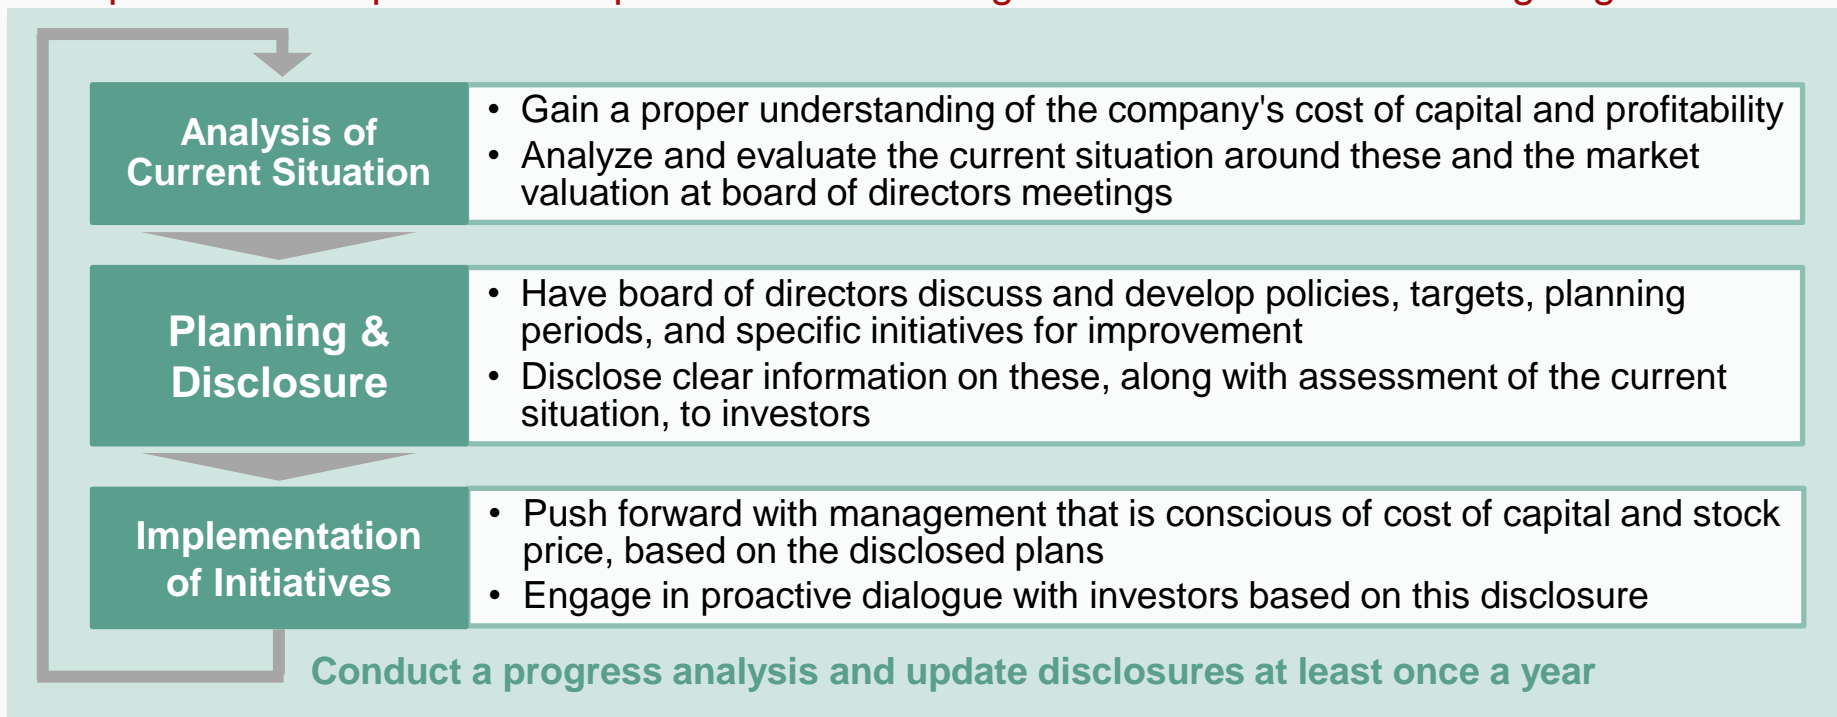 Analysis of
Current Situation
• Gain a proper understanding of the company's cost of capital and profitability
• Analyze and evaluate the current situation around these and the market
valuation at board of directors meetings
Planning &
Disclosure
• Have board of directors discuss and develop policies, targets, planning
periods, and specific initiatives for improvement
• Disclose clear information on these, along with assessment of the current
situation, to investors
Implementation
of Initiatives
• Push forward with management that is conscious of cost of capital and stock
price, based on the disclosed plans
• Engage in proactive dialogue with investors based on this disclosure
Conduct a progress analysis and update disclosures at least once a year